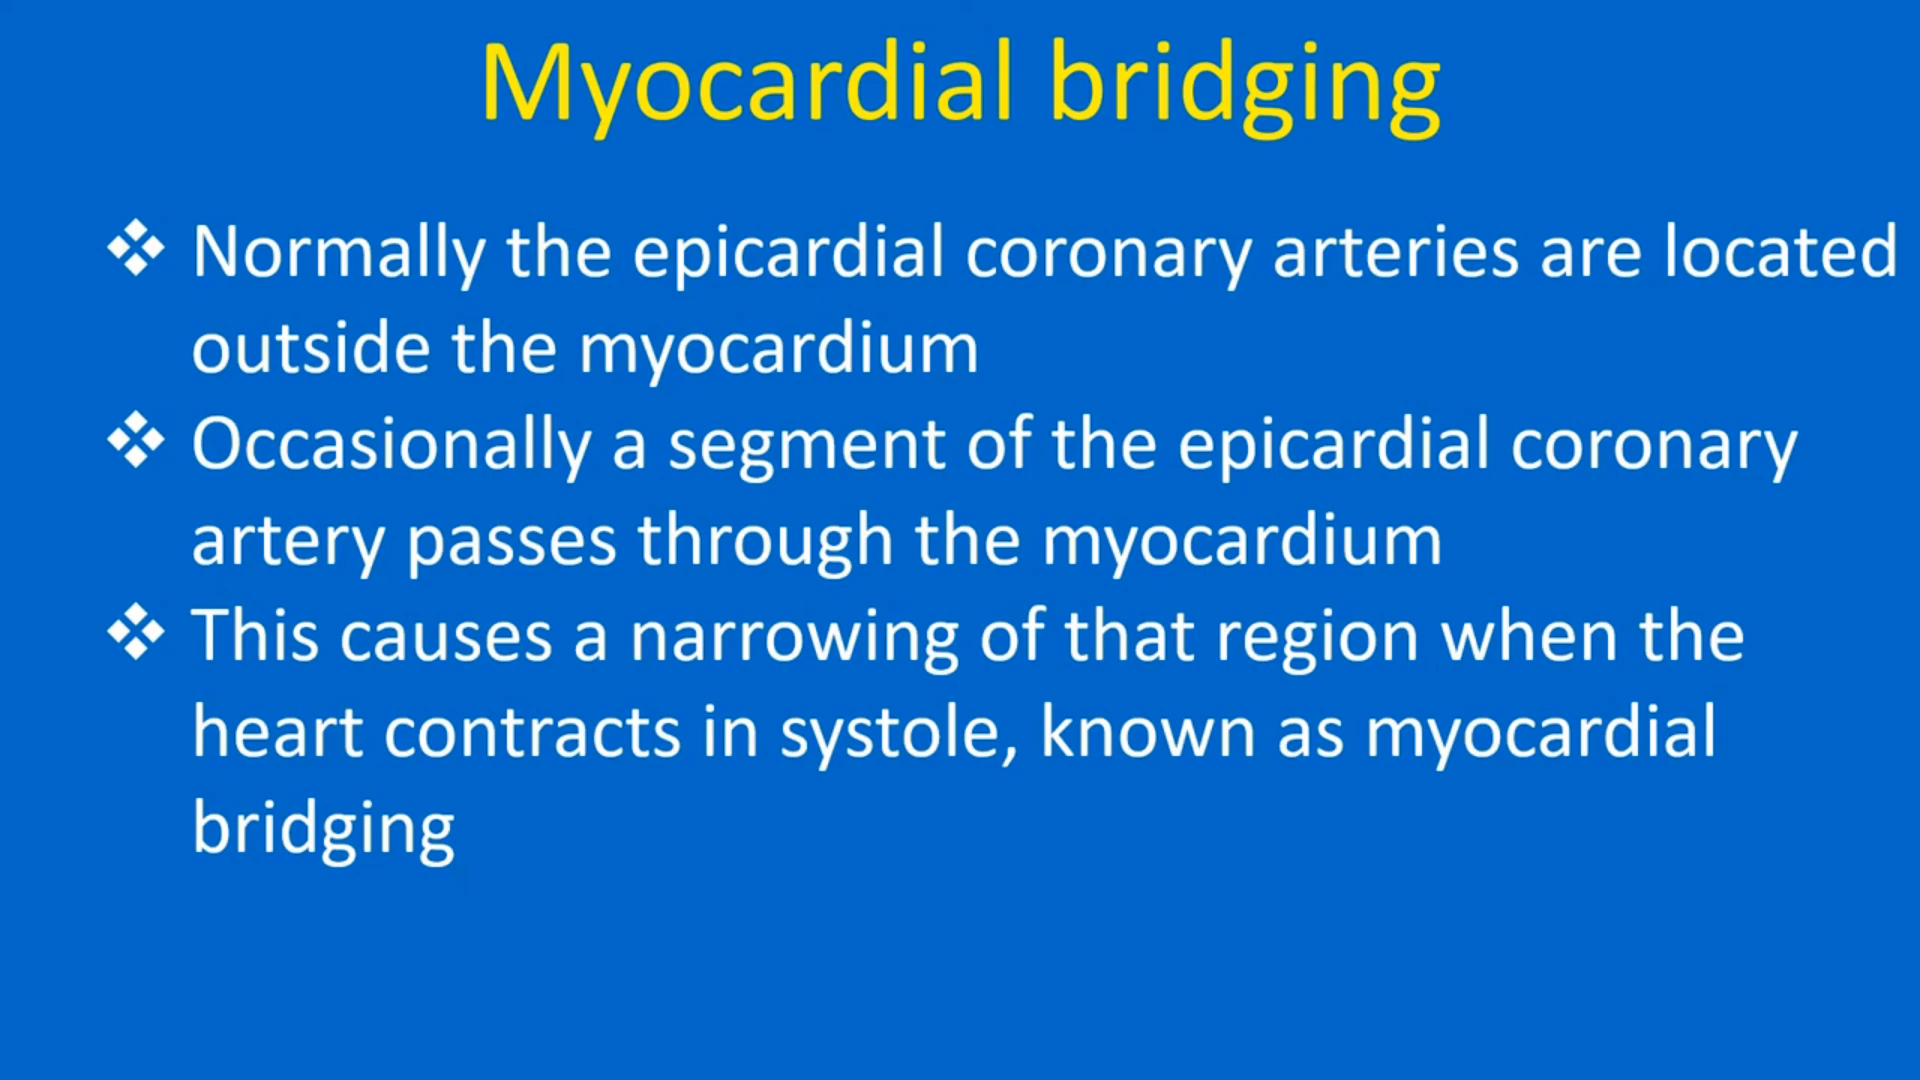 Myocardial bridging
❖ Normally the epicardial coronary arteries are located
outside the myocardium
❖ Occasionally a segment of the epicardial coronary
artery passes through the myocardium
❖ This causes a narrowing of that region when the
heart contracts in systole, known as myocardial
bridging